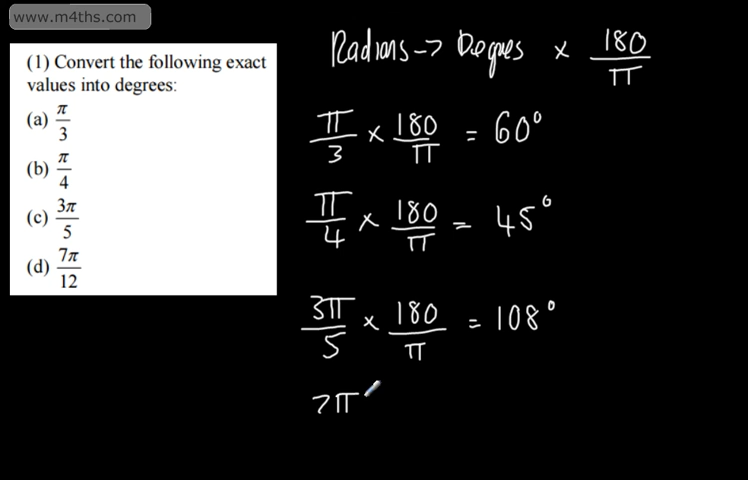 www.m4ths.com
(1) Convert the following exact
values into degrees:
(a) π/3
(b) π/4
(c) 3π/5
(d) 7π/12
Radians -> Degrees × 180/π
π/3 × 180/π = 60°
π/4 × 180/π = 45°
3π/5 × 180/π = 108°
7π